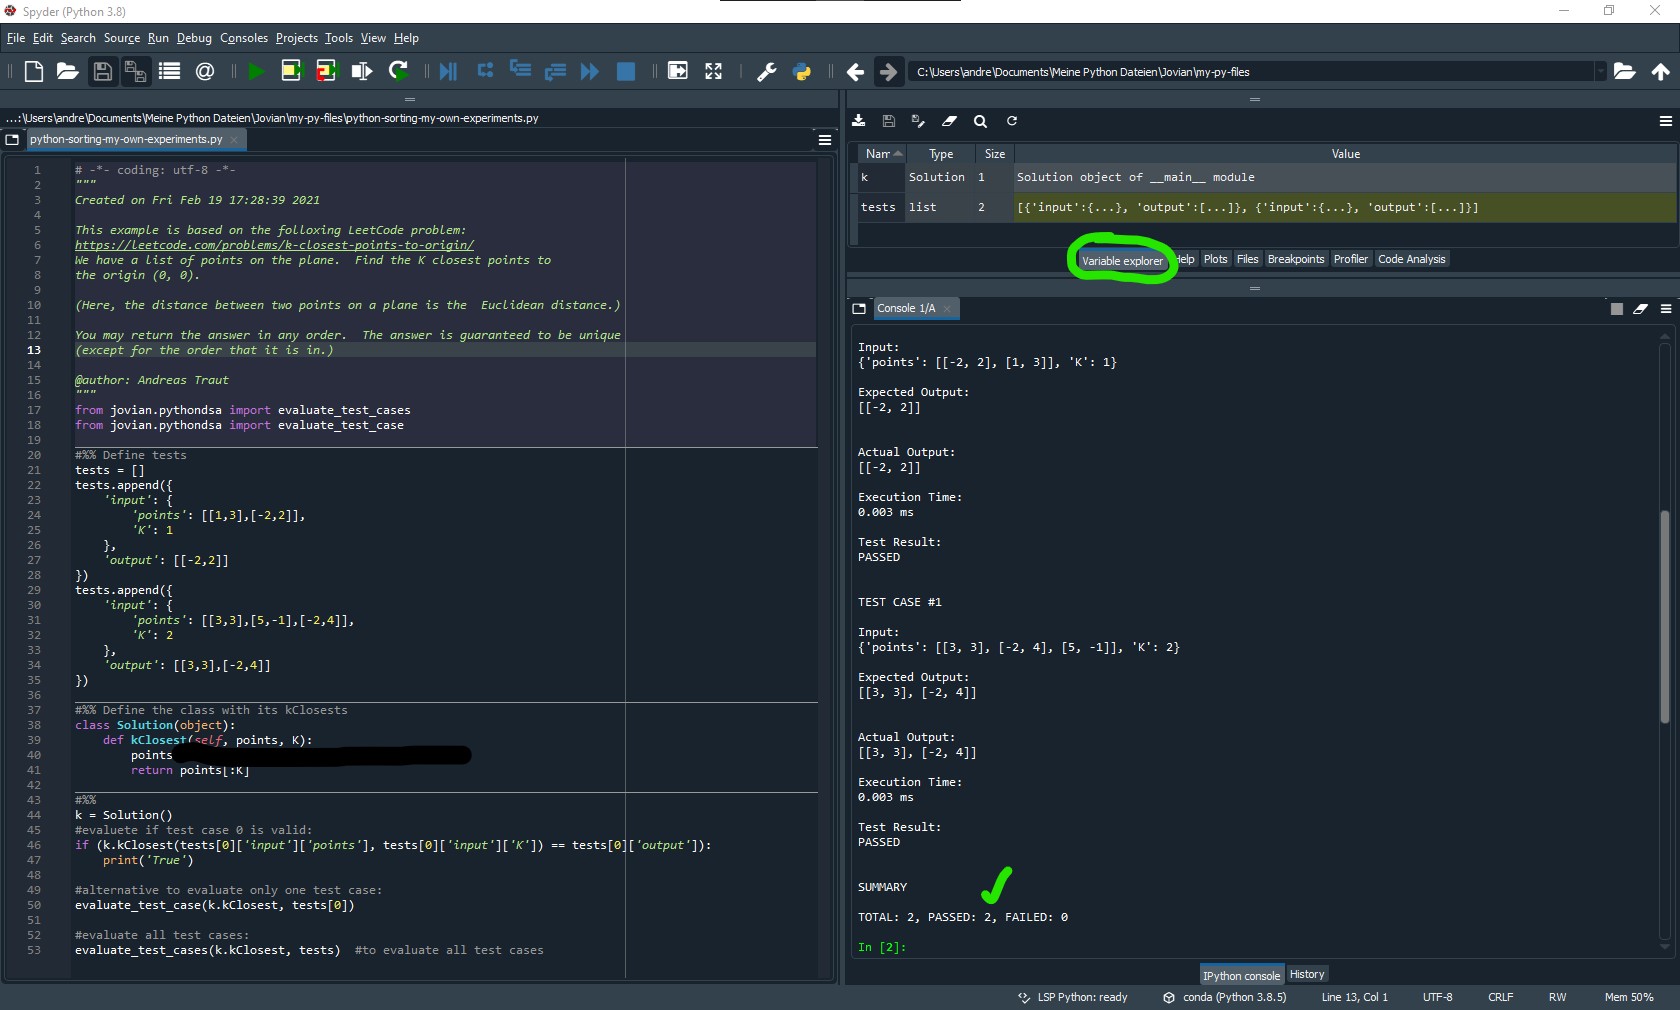 Spyder (Python 3.8)
File Edit Search Source Run Debug Consoles Projects Tools View Help
C:\Users\andre\Documents\Meine Python Dateien\Jovian\my-py-files
...:\Users\andre\Documents\Meine Python Dateien\Jovian\my-py-files\python-sorting-my-own-experiments.py
python-sorting-my-own-experiments.py
1 # -*- coding: utf-8 -*-
2 """
3 Created on Fri Feb 19 17:28:39 2021
4
5 This example is based on the folloing LeetCode problem:
6 https://leetcode.com/problems/k-closest-points-to-origin/
7 We have a list of points on the plane.  Find the K closest points to
8 the origin (0, 0).
9
10 (Here, the distance between two points on a plane is the  Euclidean distance.)
11
12 You may return the answer in any order.  The answer is guaranteed to be unique
13 (except for the order that it is in.)
14
15 @author: Andreas Traut
16 """
17 from jovian.pythondsa import evaluate_test_cases
18 from jovian.pythondsa import evaluate_test_case
19
20 #%% Define tests
21 tests = []
22 tests.append({
23     'input': {
24         'points': [[1,3],[-2,2]],
25         'K': 1
26     },
27     'output': [[-2,2]]
28 })
29 tests.append({
30     'input': {
31         'points': [[3,3],[5,-1],[-2,4]],
32         'K': 2
33     },
34     'output': [[3,3],[-2,4]]
35 })
36
37 #%% Define the class with its kClosests
38 class Solution(object):
39     def kClosest(self, points, K):
40         points
41         return points[:K]
42
43 #%%
44 k = Solution()
45 #evaluete if test case 0 is valid:
46 if (k.kClosest(tests[0]['input']['points'], tests[0]['input']['K']) == tests[0]['output']):
47     print('True')
48
49 #alternative to evaluate only one test case:
50 evaluate_test_case(k.kClosest, tests[0])
51
52 #evaluate all test cases:
53 evaluate_test_cases(k.kClosest, tests)  #to evaluate all test cases
Nam Type Size Value
k Solution 1 Solution object of __main__ module
tests list 2 [{'input':{...}, 'output':[...]}, {'input':{...}, 'output':[...]}]
Variable explorer Help Plots Files Breakpoints Profiler Code Analysis
Console 1/A
Input:
{'points': [[-2, 2], [1, 3]], 'K': 1}
Expected Output:
[[-2, 2]]
Actual Output:
[[-2, 2]]
Execution Time:
0.003 ms
Test Result:
PASSED
TEST CASE #1
Input:
{'points': [[3, 3], [-2, 4], [5, -1]], 'K': 2}
Expected Output:
[[3, 3], [-2, 4]]
Actual Output:
[[3, 3], [-2, 4]]
Execution Time:
0.003 ms
Test Result:
PASSED
SUMMARY
TOTAL: 2, PASSED: 2, FAILED: 0
In [2]:
IPython console History
LSP Python: ready conda (Python 3.8.5) Line 13, Col 1 UTF-8 CRLF RW Mem 50%